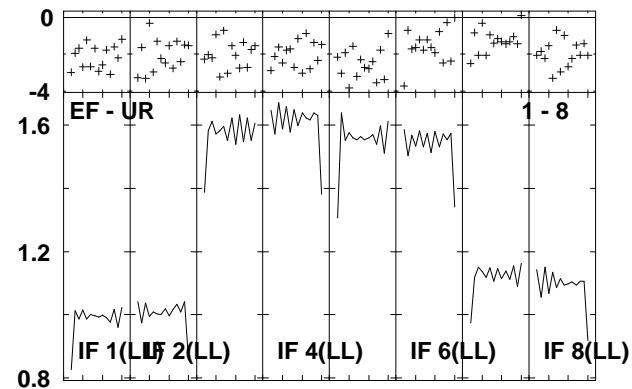 0
-4
EF - UR 1 - 8
1.6
1.2
IF 1(LL) IF 2(LL) IF 4(LL) IF 6(LL) IF 8(LL)
0.8